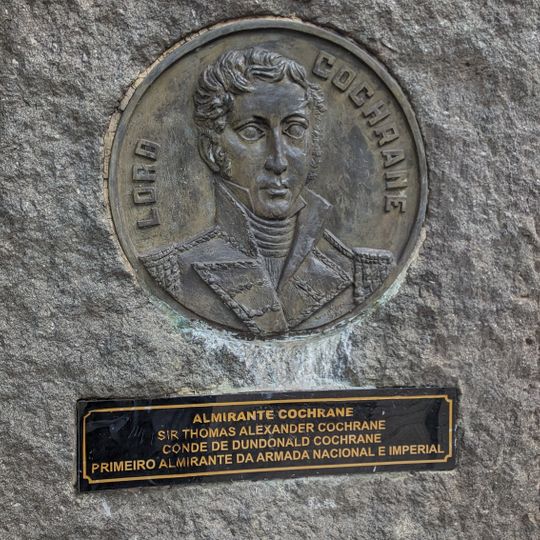 LORD COCHRANE
ALMIRANTE COCHRANE
SIR THOMAS ALEXANDER COCHRANE
CONDE DE DUNDONALD COCHRANE
PRIMEIRO ALMIRANTE DA ARMADA NACIONAL E IMPERIAL